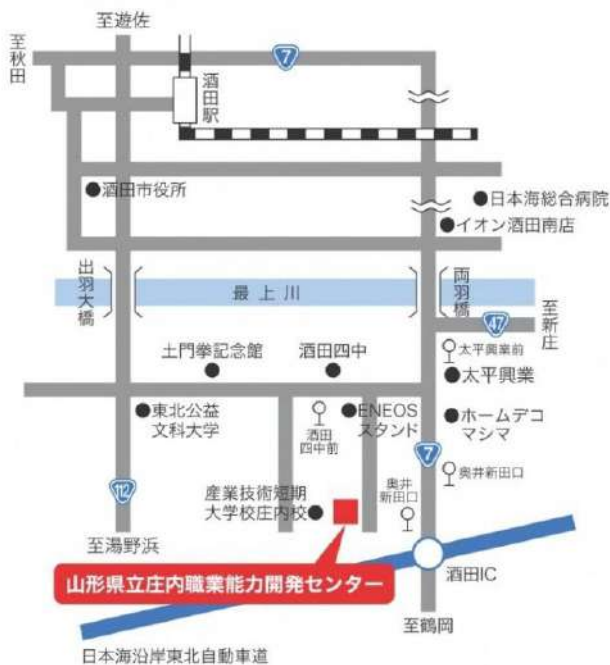 至遊佐
至秋田
7
酒田駅
酒田市役所
日本海総合病院
イオン酒田南店
出羽大橋
最上川
両羽橋
至新庄
47
土門拳記念館
酒田四中
太平興業前
太平興業
東北公益
文科大学
酒田
四中前
ENEOS
スタンド
ホームデコ
マシマ
7
112
産業技術短期
大学校庄内校
奥井
新田口
奥井新田口
至湯野浜
山形県立庄内職業能力開発センター
酒田IC
至鶴岡
日本海沿岸東北自動車道